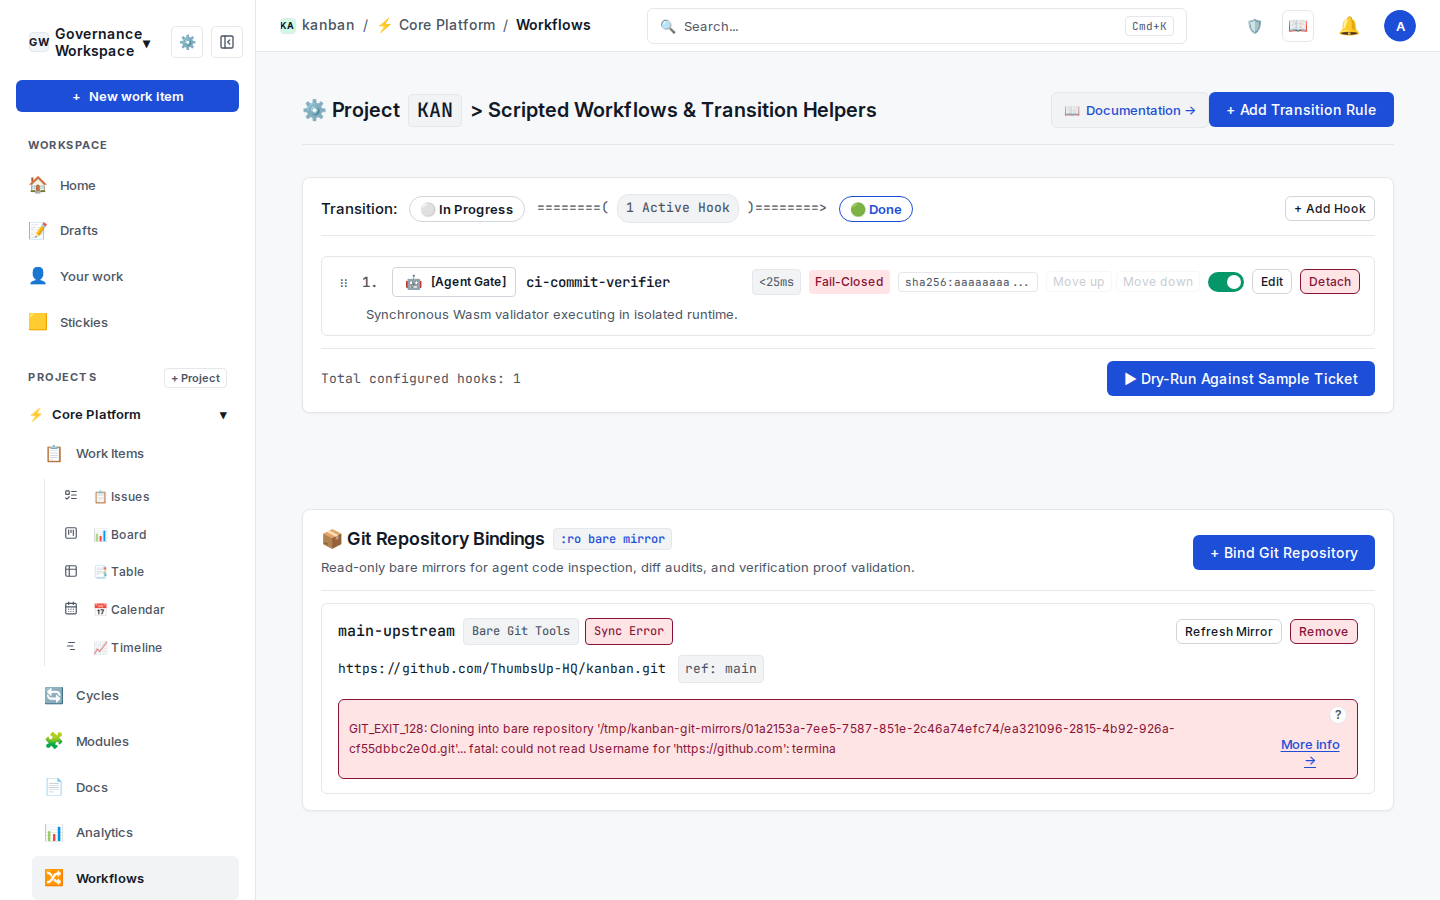 GW Governance Workspace ▾
+ New work item
WORKSPACE
Home
Drafts
Your work
Stickies
PROJECTS
+ Project
Core Platform ▾
Work Items
Issues
Board
Table
Calendar
Timeline
Cycles
Modules
Docs
Analytics
Workflows
KA kanban / ⚡ Core Platform / Workflows
Search...
Cmd+K
A
Project KAN > Scripted Workflows & Transition Helpers
Documentation →
+ Add Transition Rule
Transition: In Progress ========( 1 Active Hook )========> Done
+ Add Hook
1. [Agent Gate] ci-commit-verifier
<25ms Fail-Closed sha256:aaaaaaaa... Move up Move down Edit Detach
Synchronous Wasm validator executing in isolated runtime.
Total configured hooks: 1
▶ Dry-Run Against Sample Ticket
Git Repository Bindings :ro bare mirror
+ Bind Git Repository
Read-only bare mirrors for agent code inspection, diff audits, and verification proof validation.
main-upstream Bare Git Tools Sync Error
Refresh Mirror Remove
https://github.com/ThumbsUp-HQ/kanban.git ref: main
GIT_EXIT_128: Cloning into bare repository '/tmp/kanban-git-mirrors/01a2153a-7ee5-7587-851e-2c46a74efc74/ea321096-2815-4b92-926a-
cf55dbbc2e0d.git'... fatal: could not read Username for 'https://github.com': termina
?
More info
→